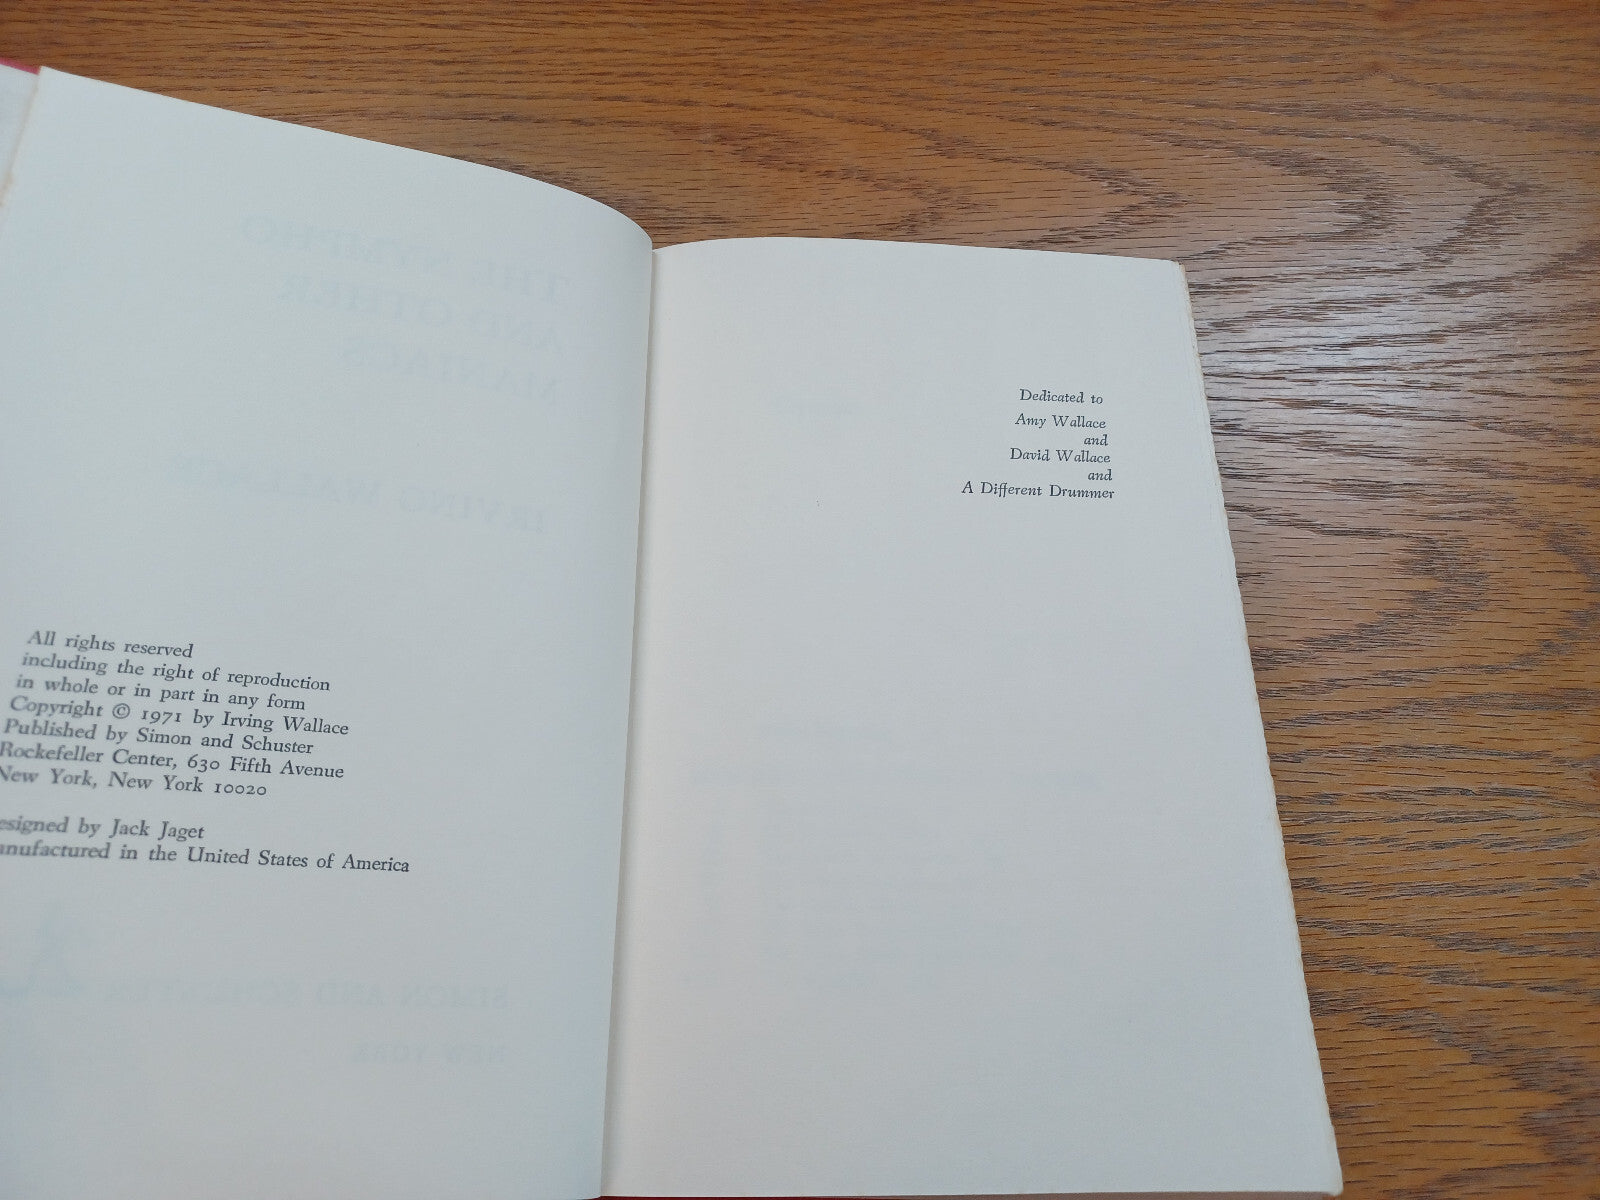 All rights reserved
including the right of reproduction
in whole or in part in any form
Copyright © 1971 by Irving Wallace
Published by Simon and Schuster
Rockefeller Center, 630 Fifth Avenue
New York, New York 10020
esigned by Jack Jaget
anufactured in the United States of America
Dedicated to
Amy Wallace
and
David Wallace
and
A Different Drummer